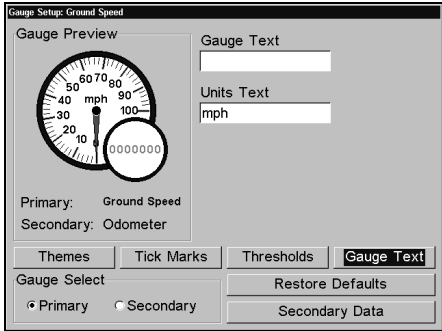 Gauge Setup: Ground Speed
Gauge Preview
10
20
30
40
50
60
70
80
90
100
mph
0000000
Primary: Ground Speed
Secondary: Odometer
Gauge Text
Units Text
mph
Themes
Tick Marks
Thresholds
Gauge Text
Gauge Select
Primary
Secondary
Restore Defaults
Secondary Data